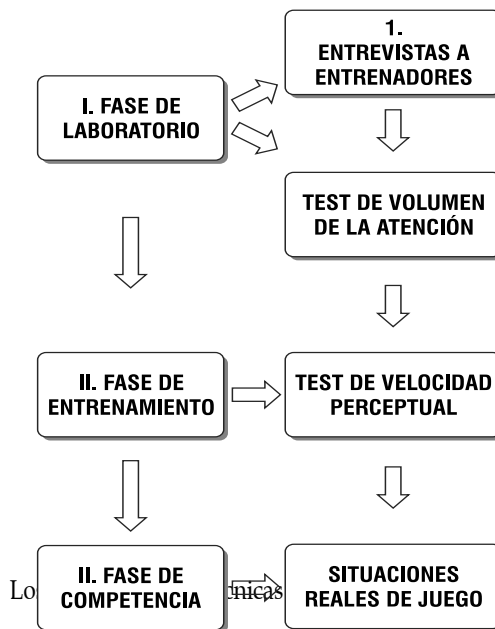 1.
ENTREVISTAS A
ENTRENADORES
I. FASE DE
LABORATORIO
TEST DE VOLUMEN
DE LA ATENCIÓN
II. FASE DE
ENTRENAMIENTO
TEST DE VELOCIDAD
PERCEPTUAL
II. FASE DE
COMPETENCIA
SITUACIONES
REALES DE JUEGO